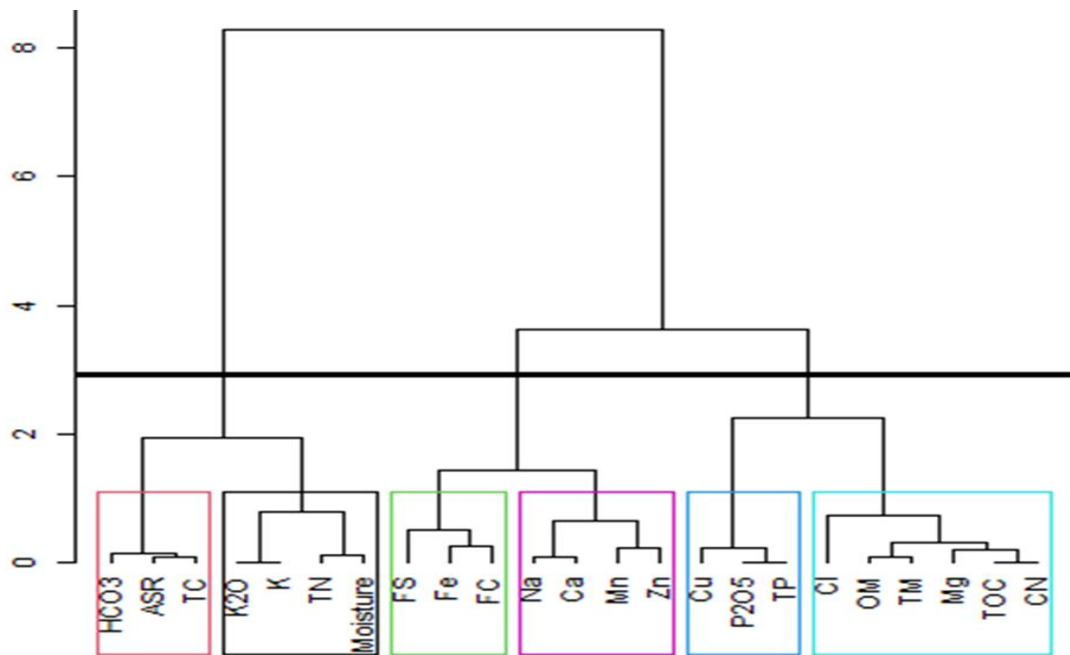 8
6
4
2
0
HCO3
ASR
TC
K2O
K
TN
Moisture
FS
Fe
FC
Na
Ca
Mn
Zn
Cu
P2O5
TP
Cl
OM
TM
Mg
TOC
CN